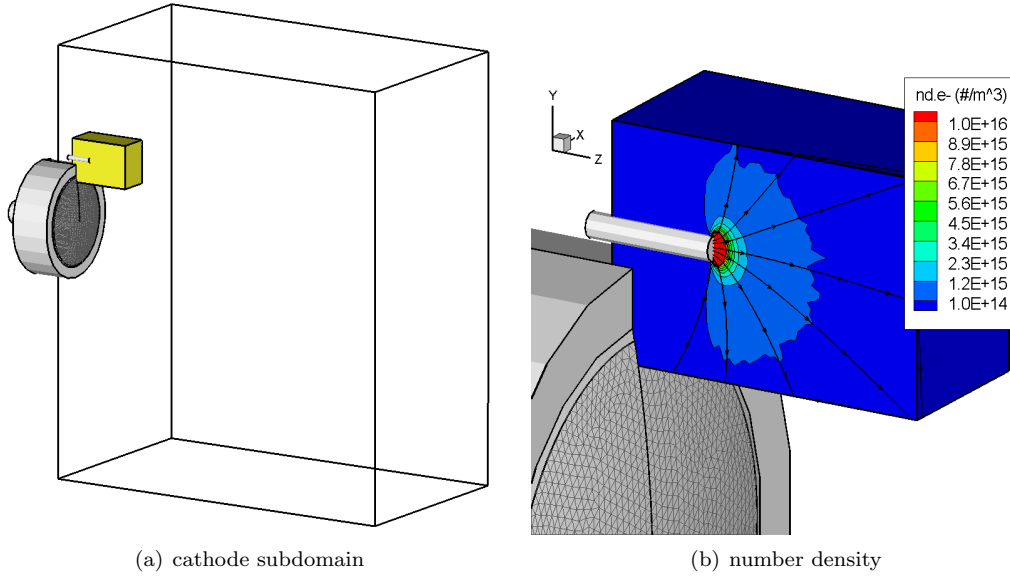 Y
X
Z
nd.e- (#/m^3)
1.0E+16
8.9E+15
7.8E+15
6.7E+15
5.6E+15
4.5E+15
3.4E+15
2.3E+15
1.2E+15
1.0E+14
(a) cathode subdomain
(b) number density